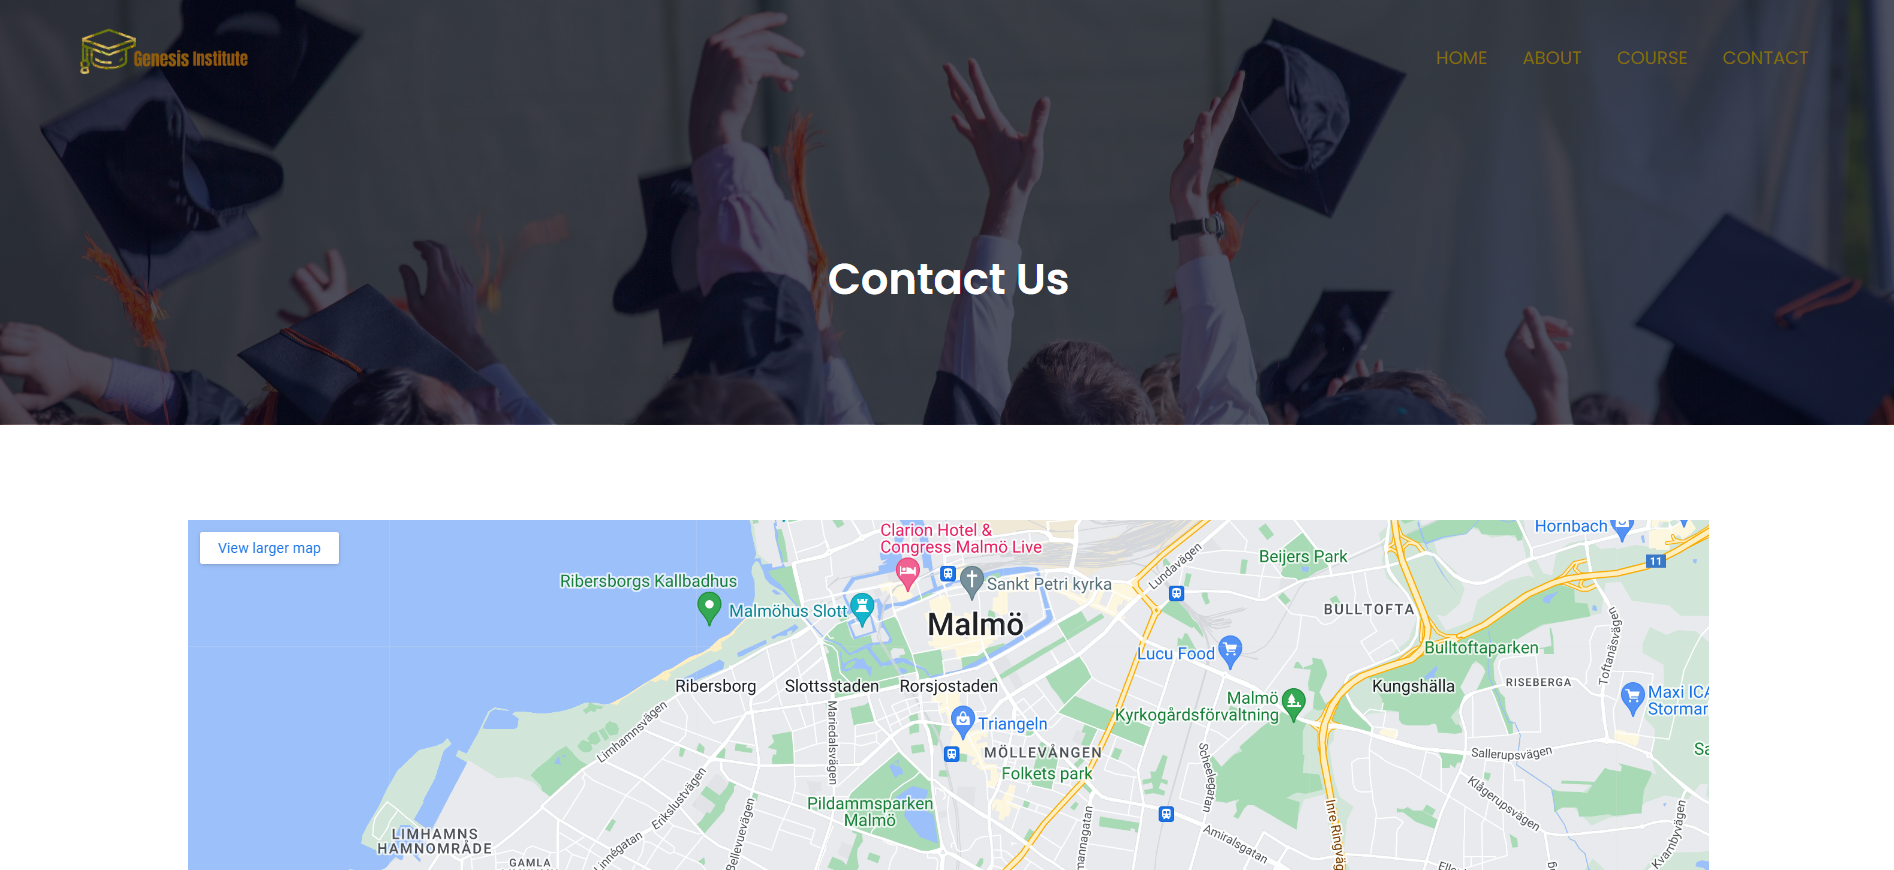 Genesis Institute
HOME
ABOUT
COURSE
CONTACT
Contact Us
View larger map
Clarion Hotel &
Congress Malmö Live
Hornbach
Beijers Park
11
Lundavägen
Ribersborgs Kallbadhus
Sankt Petri kyrka
Malmöhus Slott
Malmö
BULLTOFTA
Toftanäsvägen
Lucu Food
Bulltoftaparken
Ribersborg
Slottsstaden
Rörsjöstaden
Kungshälla
RISEBERGA
Malmö
Kyrkogårdsförvaltning
Maxi ICA
Stormar
Limhamnsvägen
Mariedalsvägen
Triangeln
MÖLLEVÅNGEN
Folkets park
Scheelegatan
Sallerupsvägen
Sa
Erikslustvägen
Klågerupsvägen
Pildammsparken
Malmö
Bellevuevägen
Inre Ringväg
Kvarnbyvägen
LIMHAMNS
HAMNOMRÅDE
Linnégatan
Amiralsgatan
GAMLA